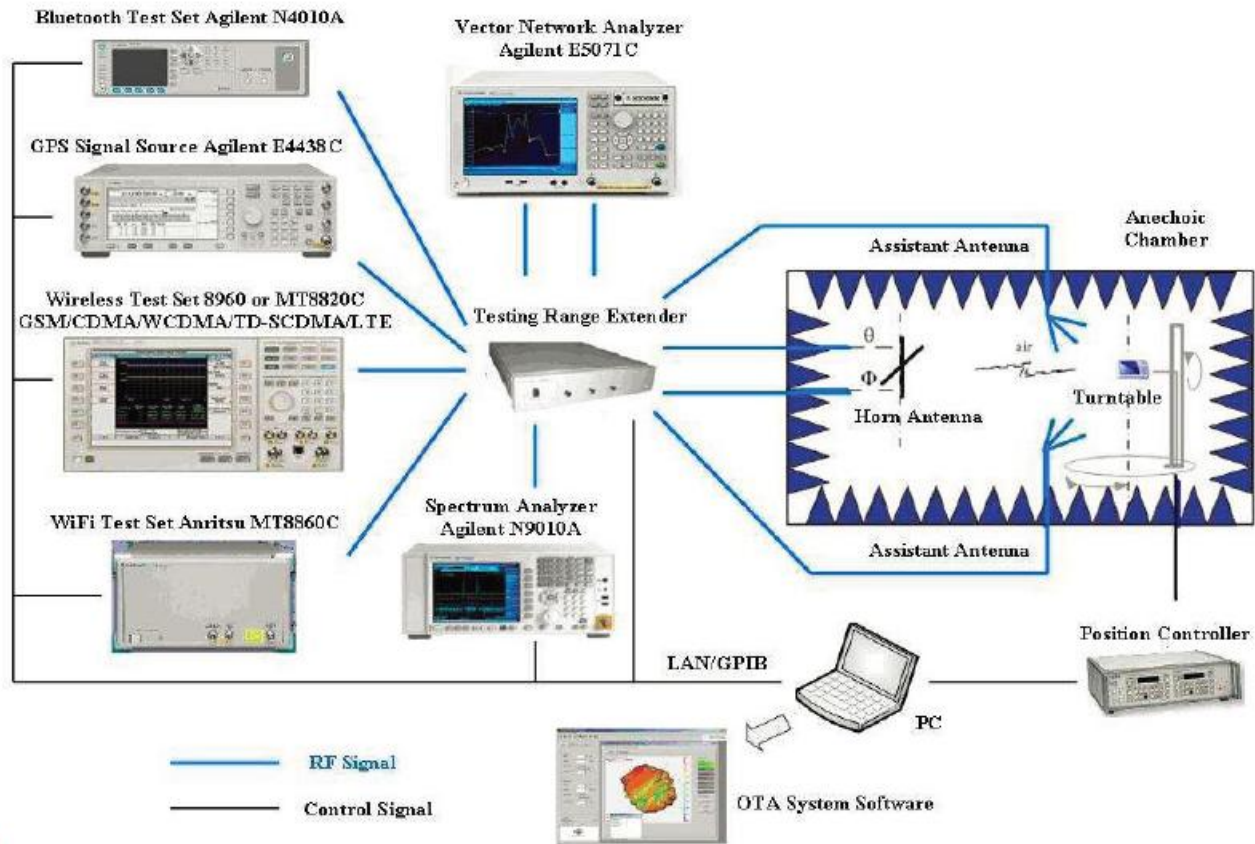 Bluetooth Test Set Agilent N4010A
Vector Network Analyzer
Agilent E5071C
GPS Signal Source Agilent E4438C
Anechoic
Chamber
Assistant Antenna
Wireless Test Set 8960 or MT8820C
GSM/CDMA/WCDMA/TD-SCDMA/LTE
Testing Range Extender
θ
air
Φ
Turntable
Horn Antenna
WiFi Test Set Anritsu MT8860C
Spectrum Analyzer
Agilent N9010A
Assistant Antenna
Position Controller
LAN/GPIB
PC
RF Signal
Control Signal
OTA System Software